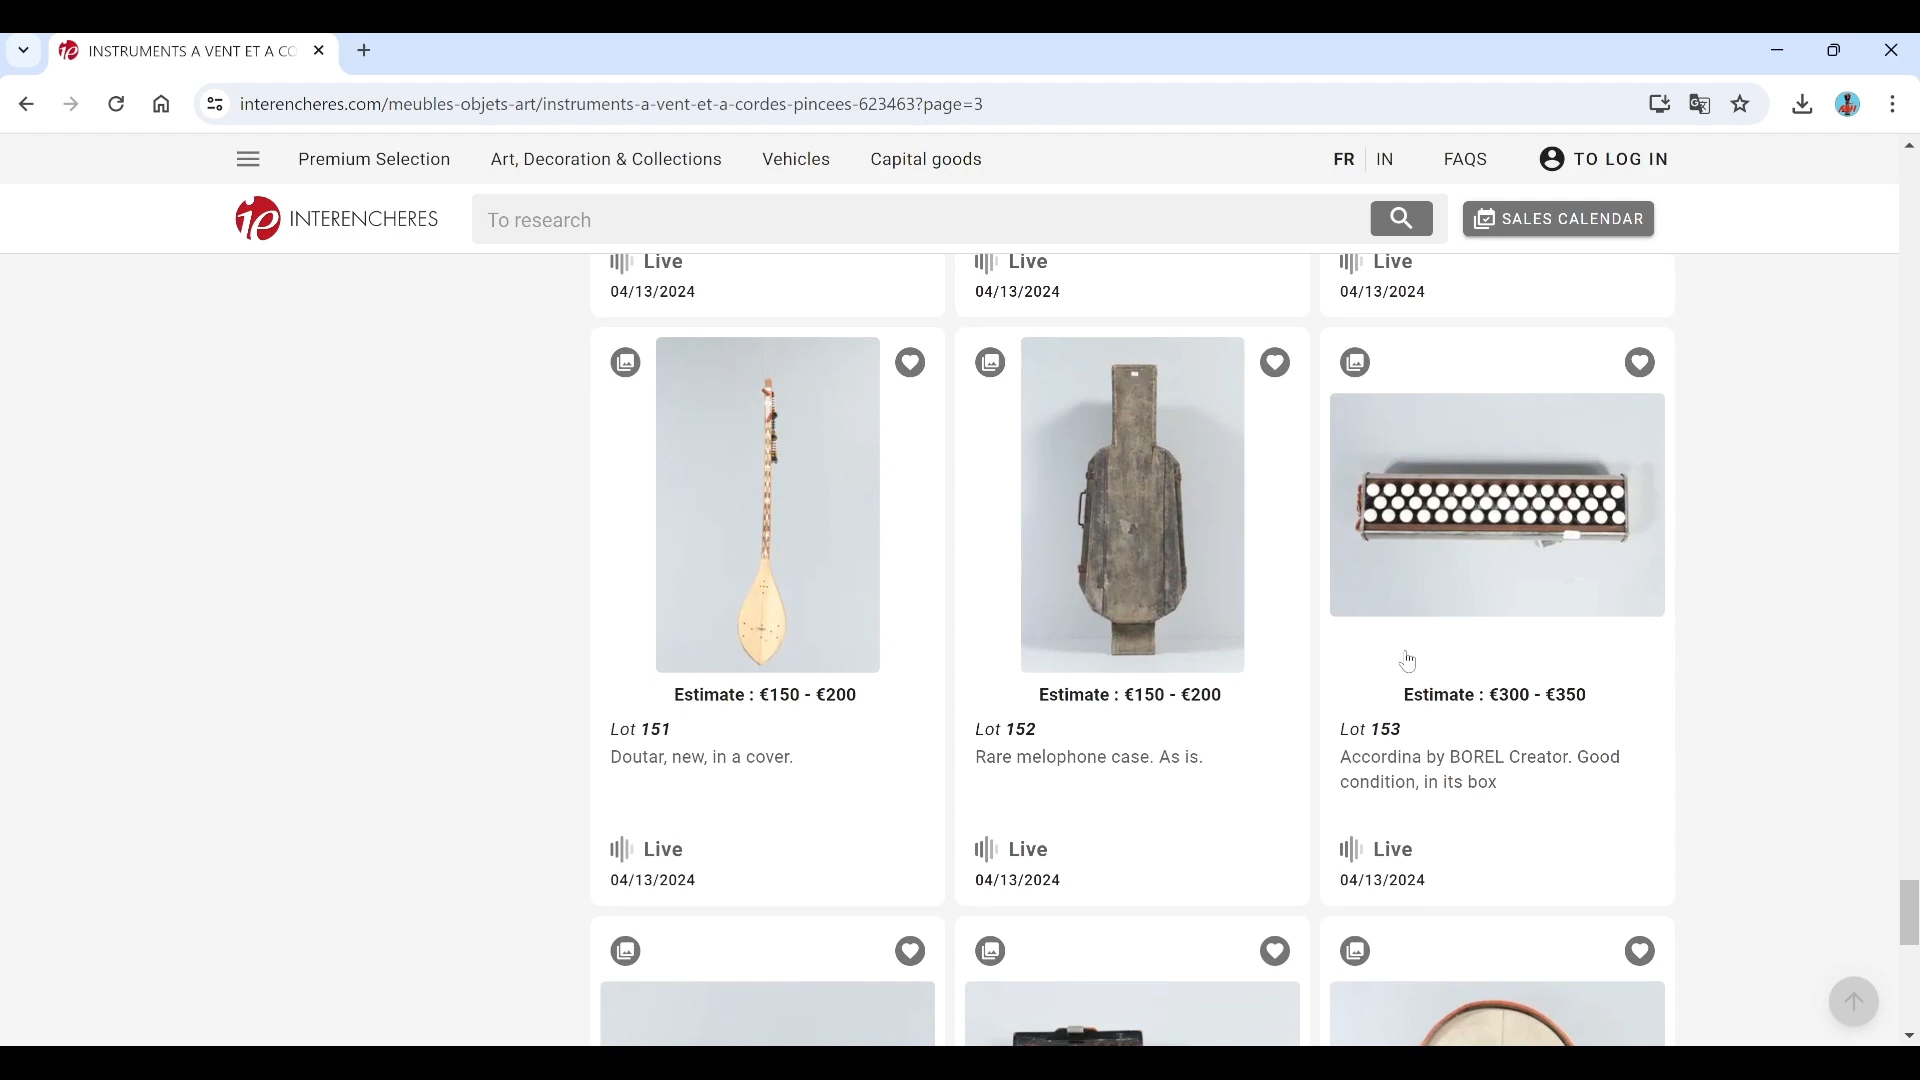 INSTRUMENTS A VENT ET A CO
interencheres.com/meubles-objets-art/instruments-a-vent-et-a-cordes-pincees-623463?page=3
Premium Selection Art, Decoration & Collections Vehicles Capital goods FR IN FAQS TO LOG IN
INTERENCHERES To research SALES CALENDAR
Live Live Live
04/13/2024 04/13/2024 04/13/2024
Estimate : €150 - €200 Estimate : €150 - €200 Estimate : €300 - €350
Lot 151 Lot 152 Lot 153
Doutar, new, in a cover. Rare melophone case. As is. Accordina by BOREL Creator. Good
condition, in its box
Live Live Live
04/13/2024 04/13/2024 04/13/2024